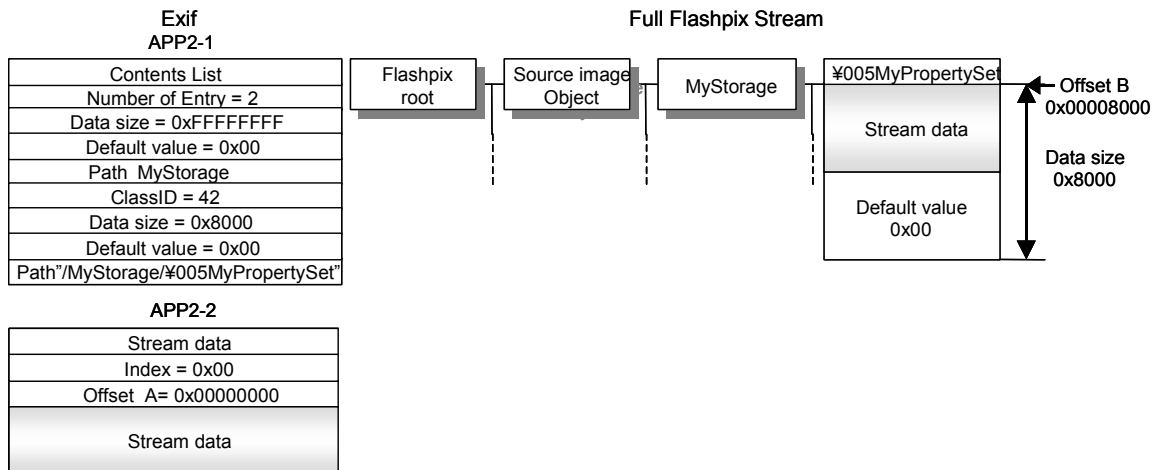 Exif
APP2-1
Contents List
Number of Entry = 2
Data size = 0xFFFFFFFF
Default value = 0x00
Path MyStorage
ClassID = 42
Data size = 0x8000
Default value = 0x00
Path”/MyStorage/¥005MyPropertySet”
APP2-2
Stream data
Index = 0x00
Offset A= 0x00000000
Stream data
Full Flashpix Stream
Flashpix
root
Source image
Object
MyStorage
¥005MyPropertySet
Stream data
Default value
0x00
Offset B
0x00008000
Data size
0x8000